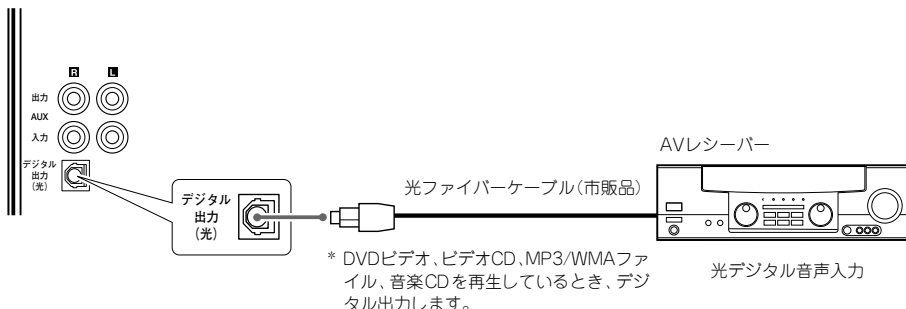 R L
出力
AUX
入力
デジタル
出力
(光)
デジタル
出力
(光)
光ファイバーケーブル(市販品)
* DVDビデオ、ビデオCD、MP3/WMAファ
イル、音楽CDを再生しているとき、デジ
タル出力します。
AVレシーバー
光デジタル音声入力